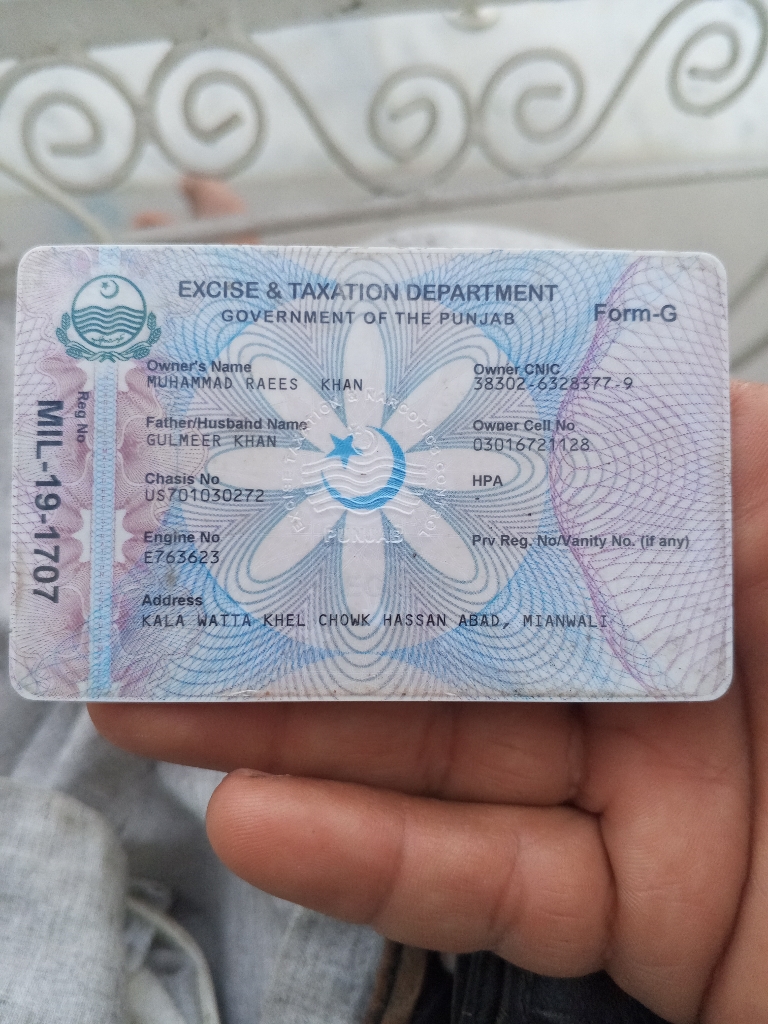 EXCISE & TAXATION DEPARTMENT
GOVERNMENT OF THE PUNJAB
Form-G
Reg No
MIL-19-1707
Owner's Name
MUHAMMAD RAEES KHAN
Owner CNIC
38302-6328377-9
Father/Husband Name
GULMEER KHAN
Owner Cell No
03016721128
Chasis No
US701030272
HPA
Engine No
E763623
Prv Reg. No/Vanity No. (if any)
Address
KALA WATTA KHEL CHOWK HASSAN ABAD, MIANWALI
PUNJAB